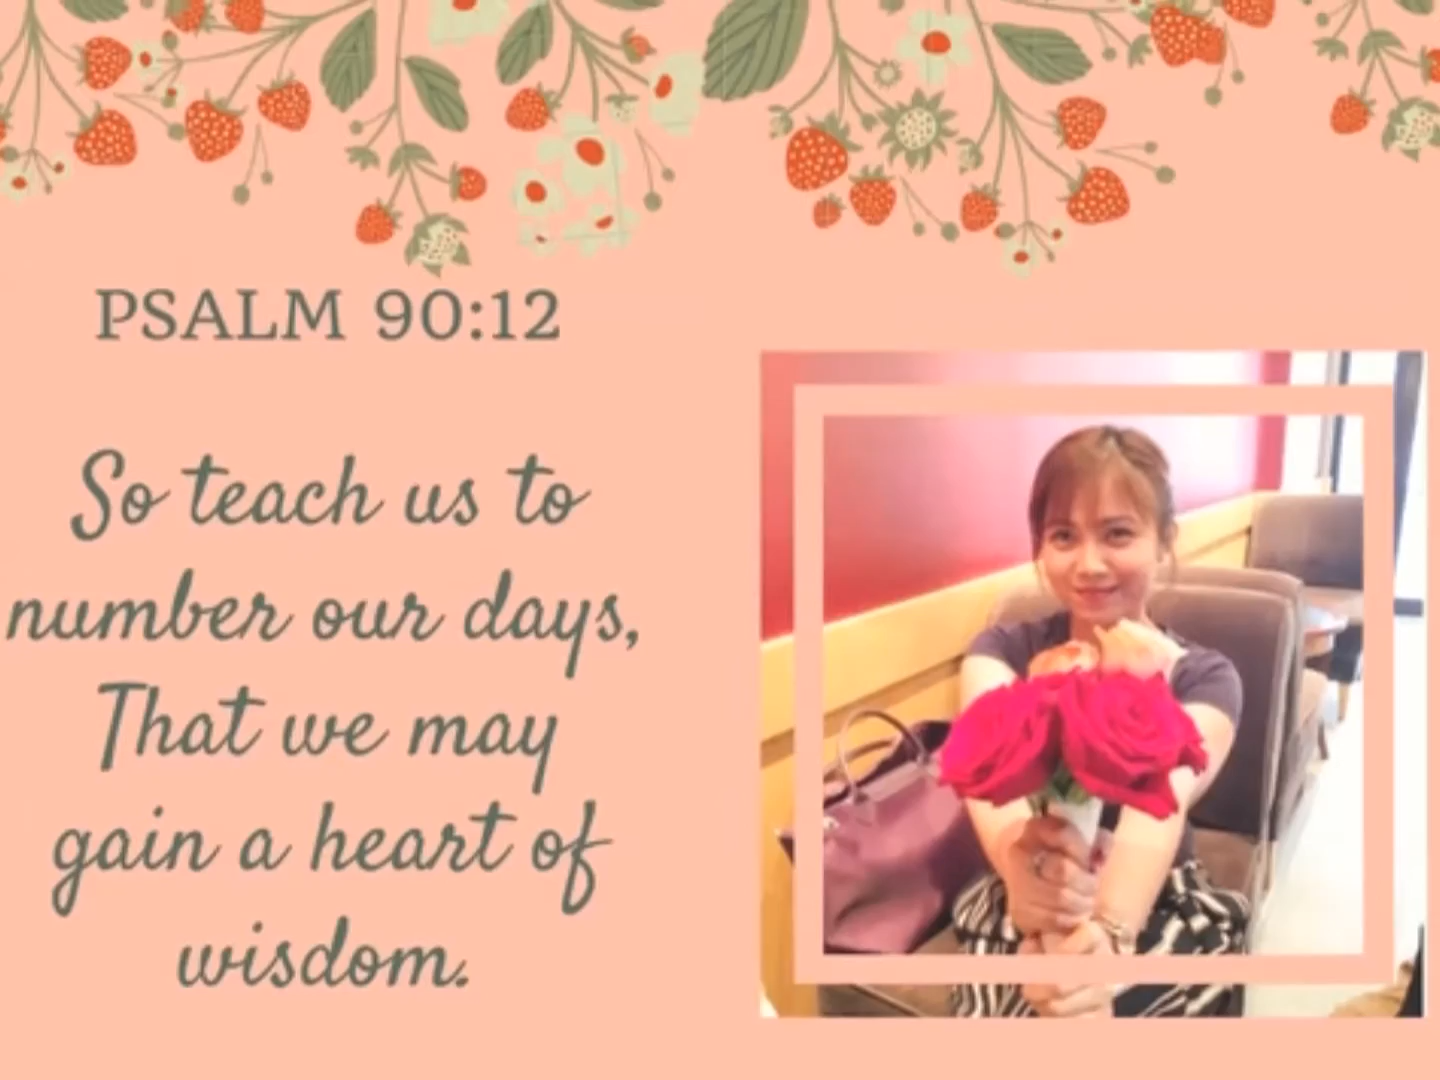 PSALM 90:12
So teach us to
number our days,
That we may
gain a heart of
wisdom.